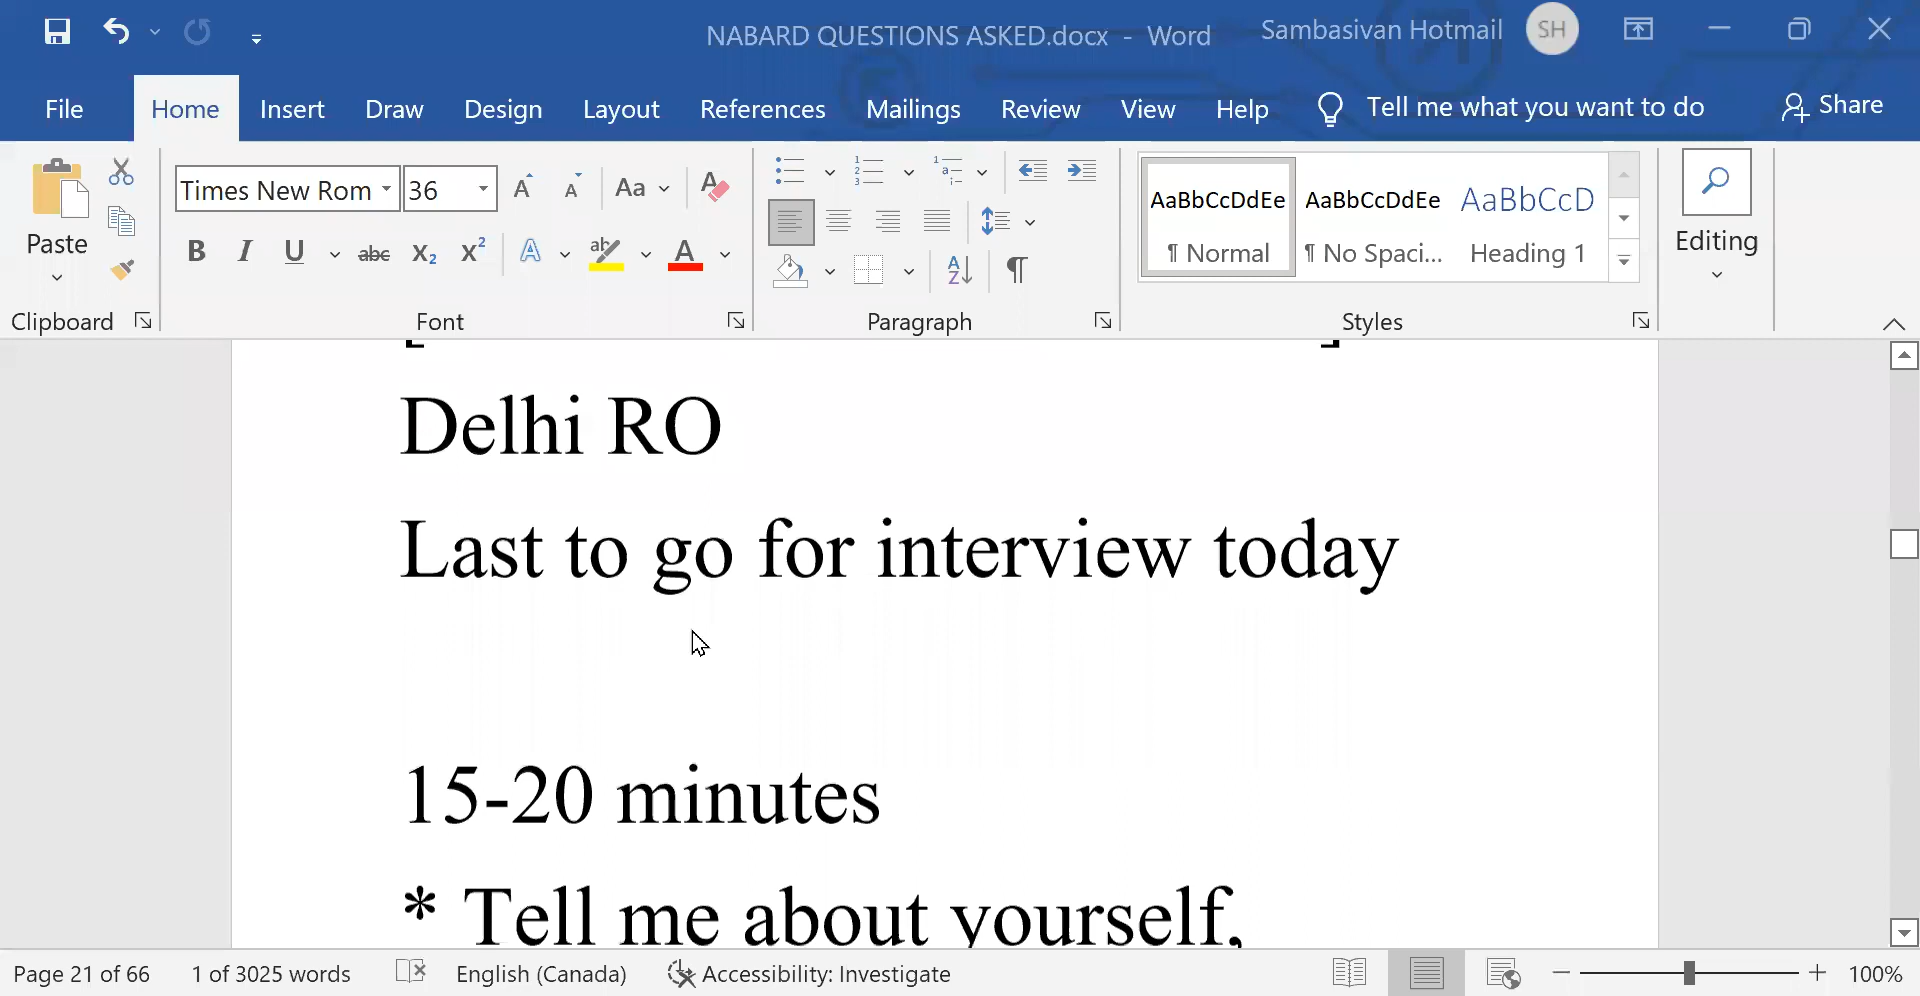 NABARD QUESTIONS ASKED.docx - Word
Sambasivan Hotmail
SH
File Home Insert Draw Design Layout References Mailings Review View Help Tell me what you want to do Share
Paste
Clipboard
Times New Rom 36
Aa
B I U abc X₂ X² A ab A
Font
Paragraph
AaBbCcDdEe AaBbCcDdEe AaBbCcD
¶ Normal ¶ No Spaci... Heading 1
Styles
Editing
Delhi RO
Last to go for interview today
15-20 minutes
* Tell me about yourself,
Page 21 of 66 1 of 3025 words English (Canada) Accessibility: Investigate 100%